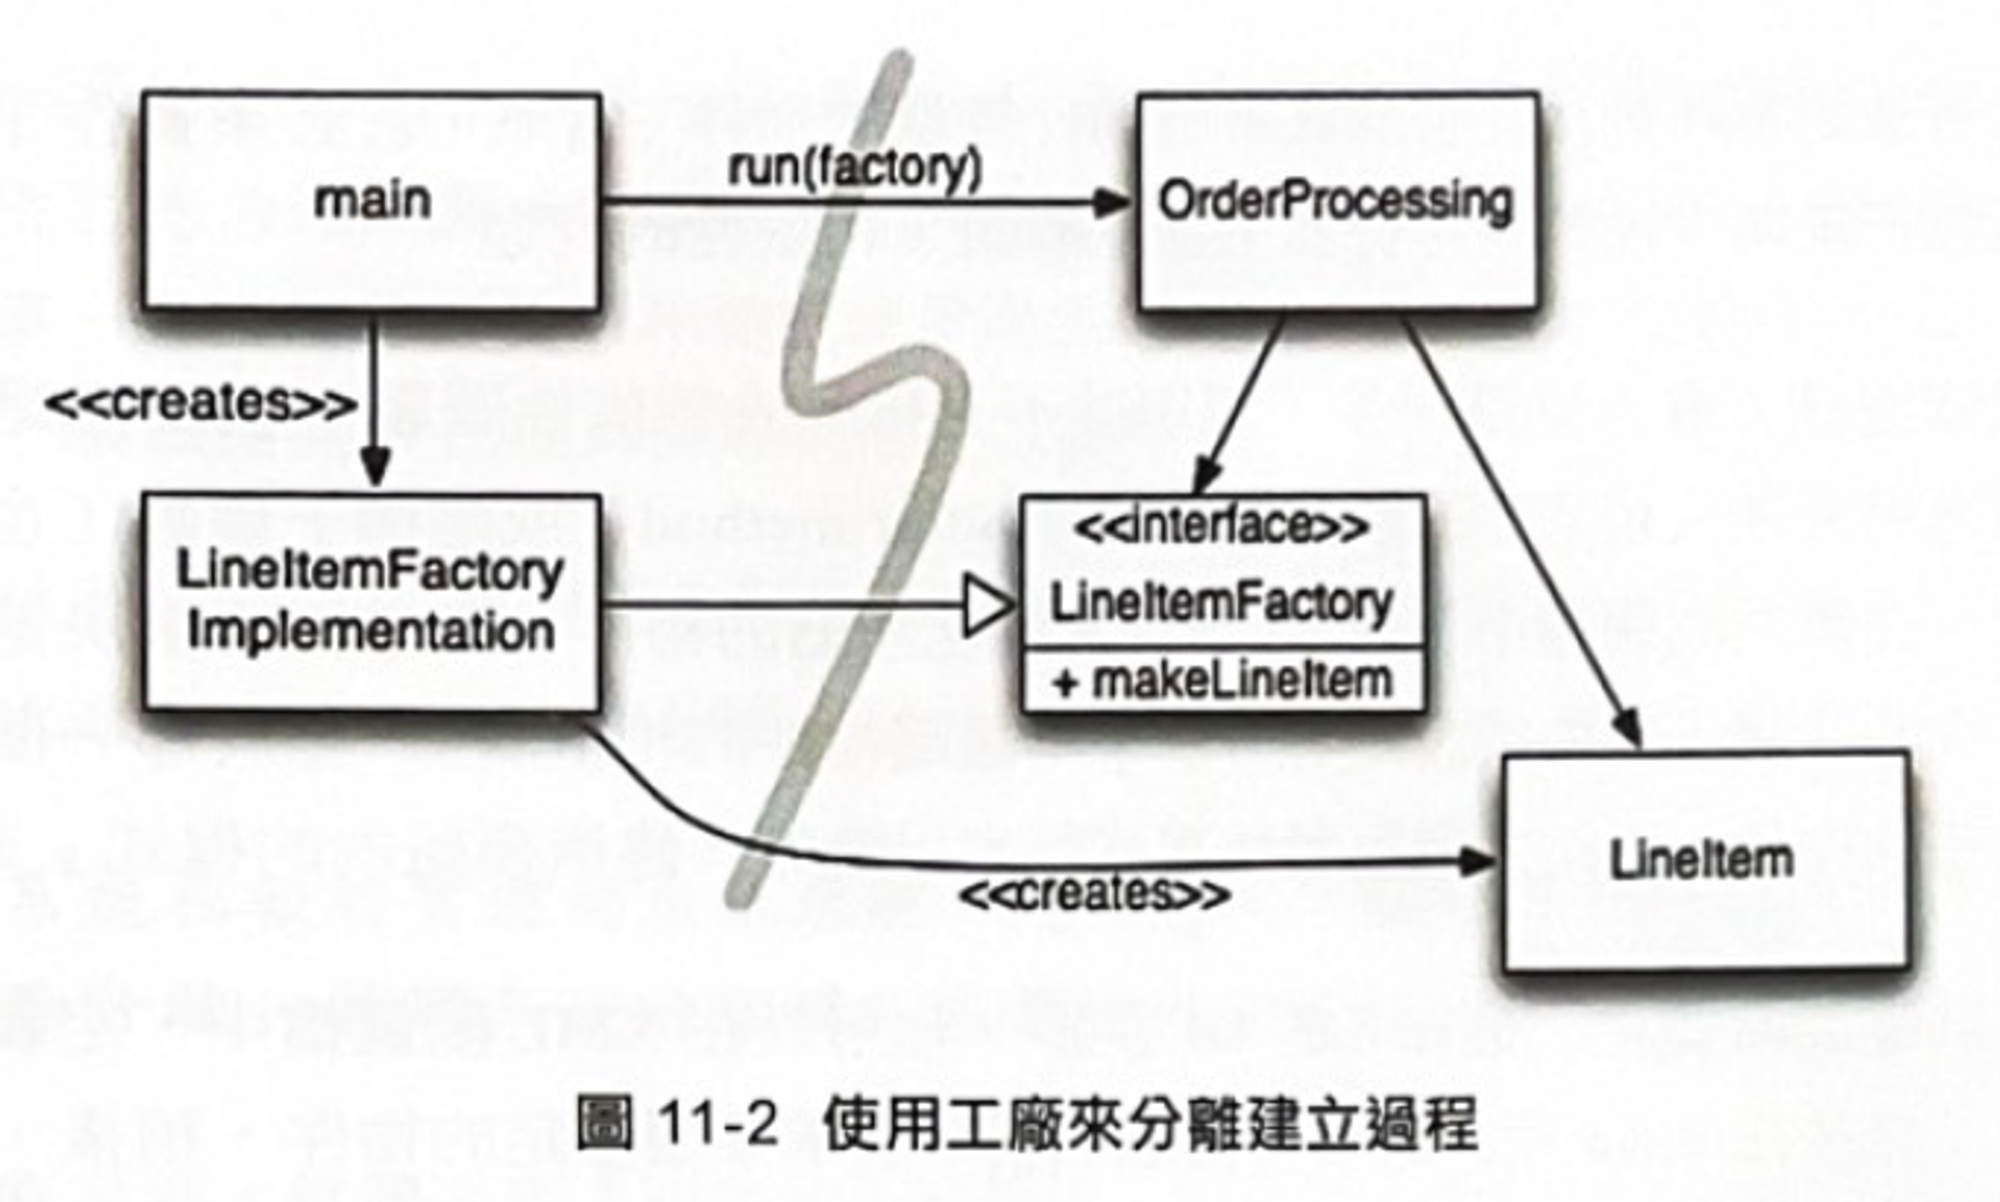 main
run(factory)
OrderProcessing
<<creates>>
LineItemFactory
Implementation
<<interface>>
LineItemFactory
+ makeLineItem
<<creates>>
LineItem
圖 11-2 使用工廠來分離建立過程